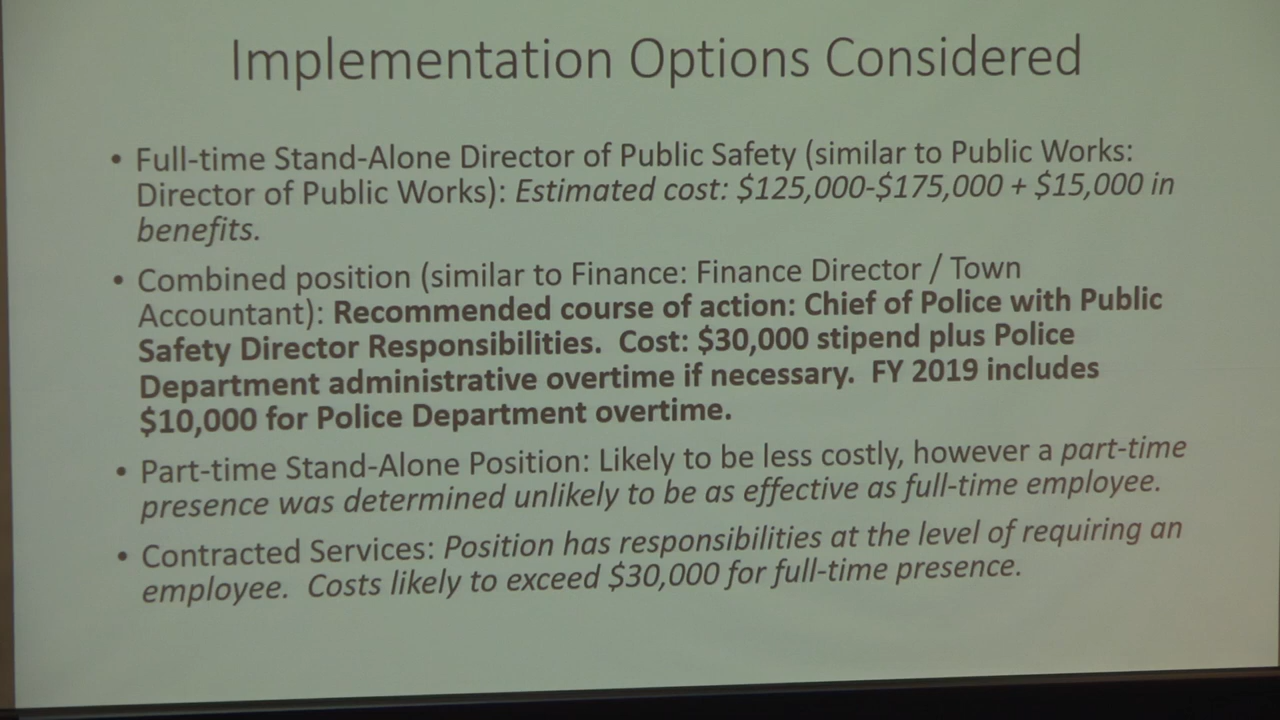 Implementation Options Considered
• Full-time Stand-Alone Director of Public Safety (similar to Public Works:
Director of Public Works): Estimated cost: $125,000-$175,000 + $15,000 in
benefits.
• Combined position (similar to Finance: Finance Director / Town
Accountant): Recommended course of action: Chief of Police with Public
Safety Director Responsibilities.  Cost: $30,000 stipend plus Police
Department administrative overtime if necessary.  FY 2019 includes
$10,000 for Police Department overtime.
• Part-time Stand-Alone Position: Likely to be less costly, however a part-time
presence was determined unlikely to be as effective as full-time employee.
• Contracted Services: Position has responsibilities at the level of requiring an
employee.  Costs likely to exceed $30,000 for full-time presence.